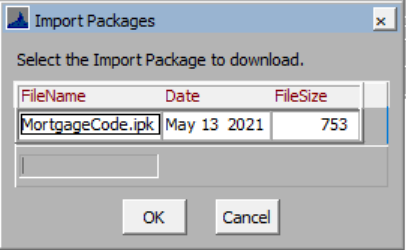 Import Packages
Select the Import Package to download.
FileName Date FileSize
MortgageCode.ipk May 13 2021 753
OK Cancel